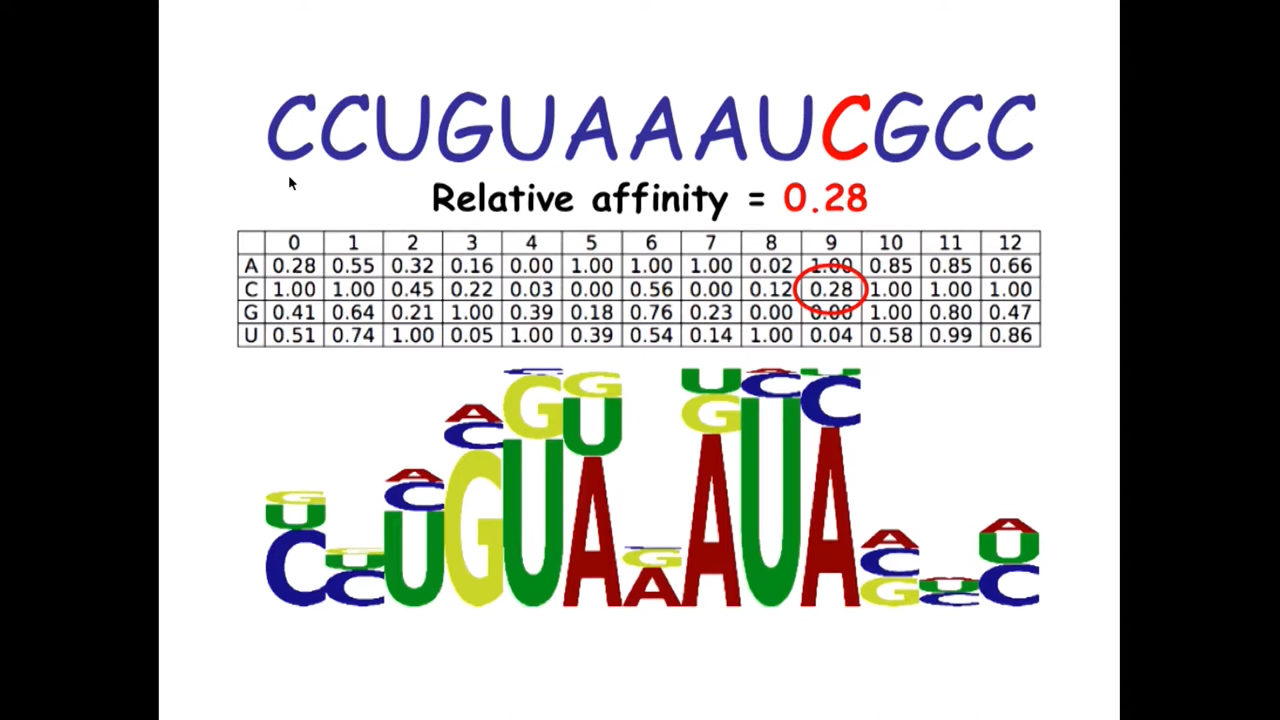 CCUGUAAAUCGCC
Relative affinity = 0.28
0 1 2 3 4 5 6 7 8 9 10 11 12
A 0.28 0.55 0.32 0.16 0.00 1.00 1.00 1.00 0.02 1.00 0.85 0.85 0.66
C 1.00 1.00 0.45 0.22 0.03 0.00 0.56 0.00 0.12 0.28 1.00 1.00 1.00
G 0.41 0.64 0.21 1.00 0.39 0.18 0.76 0.23 0.00 0.00 1.00 0.80 0.47
U 0.51 0.74 1.00 0.05 1.00 0.39 0.54 0.14 1.00 0.04 0.58 0.99 0.86
C G G U A U
A C G U G C C
A C
G A A
U C G A C U U
C C U G U A A A U A G C C